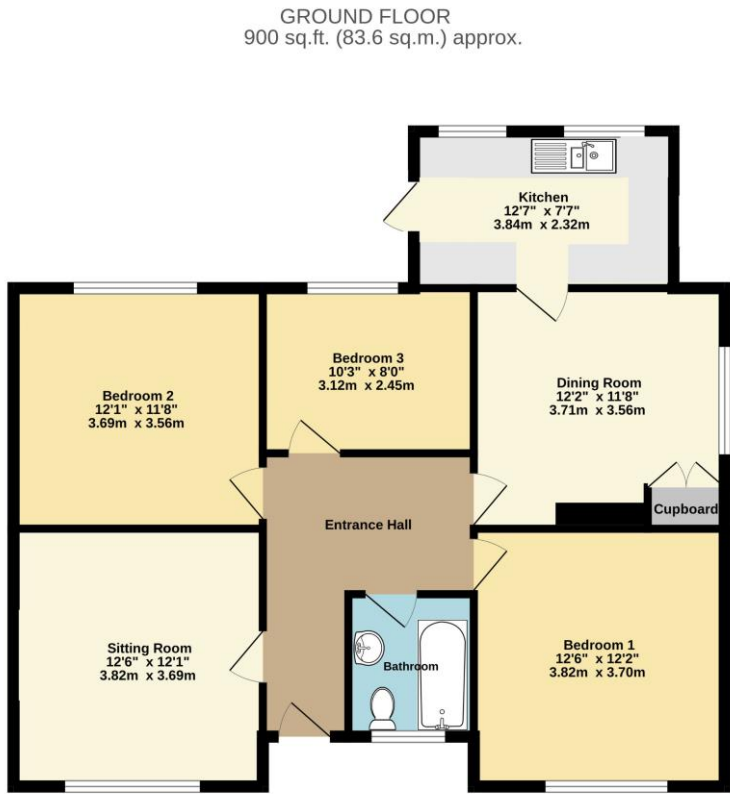 GROUND FLOOR
900 sq.ft. (83.6 sq.m.) approx.
Kitchen
12'7" x 7'7"
3.84m x 2.32m
Bedroom 2
12'1" x 11'8"
3.69m x 3.56m
Bedroom 3
10'3" x 8'0"
3.12m x 2.45m
Dining Room
12'2" x 11'8"
3.71m x 3.56m
Cupboard
Entrance Hall
Sitting Room
12'6" x 12'1"
3.82m x 3.69m
Bathroom
Bedroom 1
12'6" x 12'2"
3.82m x 3.70m